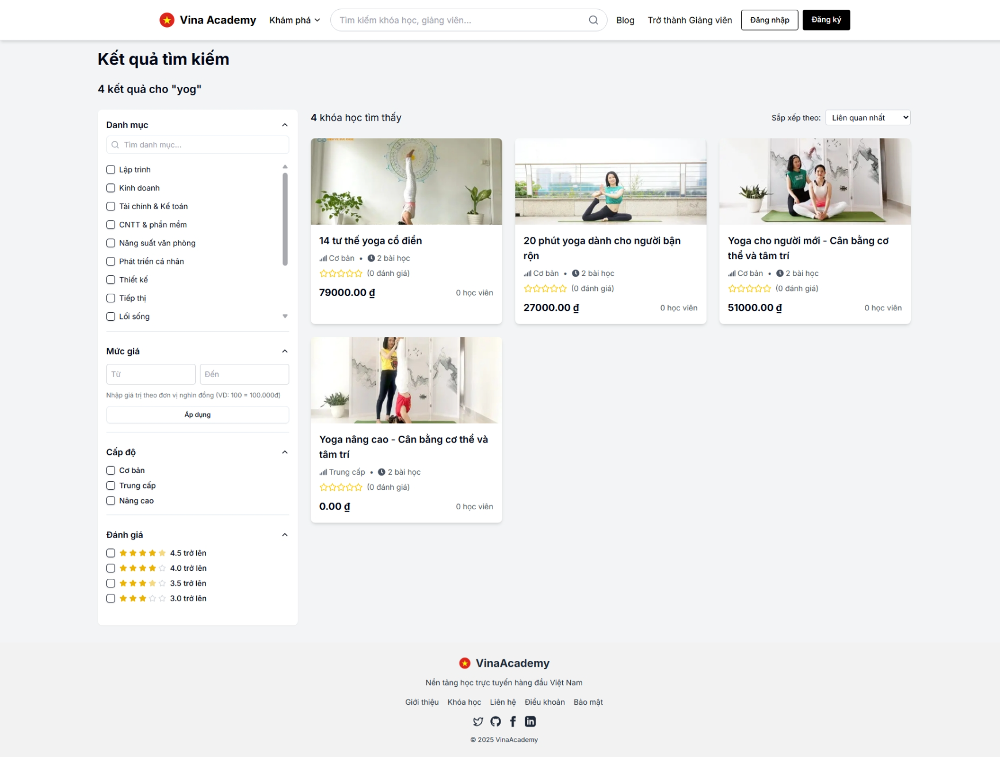 Vina Academy
Khám phá
Tìm kiếm khóa học, giảng viên...
Blog
Trở thành Giảng viên
Đăng nhập
Đăng ký
Kết quả tìm kiếm
4 kết quả cho "yog"
Danh mục
Tìm danh mục...
Lập trình
Kinh doanh
Tài chính & Kế toán
CNTT & phần mềm
Năng suất văn phòng
Phát triển cá nhân
Thiết kế
Tiếp thị
Lối sống
Mức giá
Từ
Đến
Nhập giá trị theo đơn vị nghìn đồng (VD: 100 = 100.000đ)
Áp dụng
Cấp độ
Cơ bản
Trung cấp
Nâng cao
Đánh giá
4.5 trở lên
4.0 trở lên
3.5 trở lên
3.0 trở lên
4 khóa học tìm thấy
Sắp xếp theo:
Liên quan nhất
14 tư thế yoga cổ điển
Cơ bản • 2 bài học
(0 đánh giá)
79000.00 ₫
0 học viên
20 phút yoga dành cho người bận
rộn
Cơ bản • 2 bài học
(0 đánh giá)
27000.00 ₫
0 học viên
Yoga cho người mới - Cân bằng cơ
thể và tâm trí
Cơ bản • 2 bài học
(0 đánh giá)
51000.00 ₫
0 học viên
Yoga nâng cao - Cân bằng cơ thể và
tâm trí
Trung cấp • 2 bài học
(0 đánh giá)
0.00 ₫
0 học viên
VinaAcademy
Nền tảng học trực tuyến hàng đầu Việt Nam
Giới thiệu
Khóa học
Liên hệ
Điều khoản
Bảo mật
© 2025 VinaAcademy